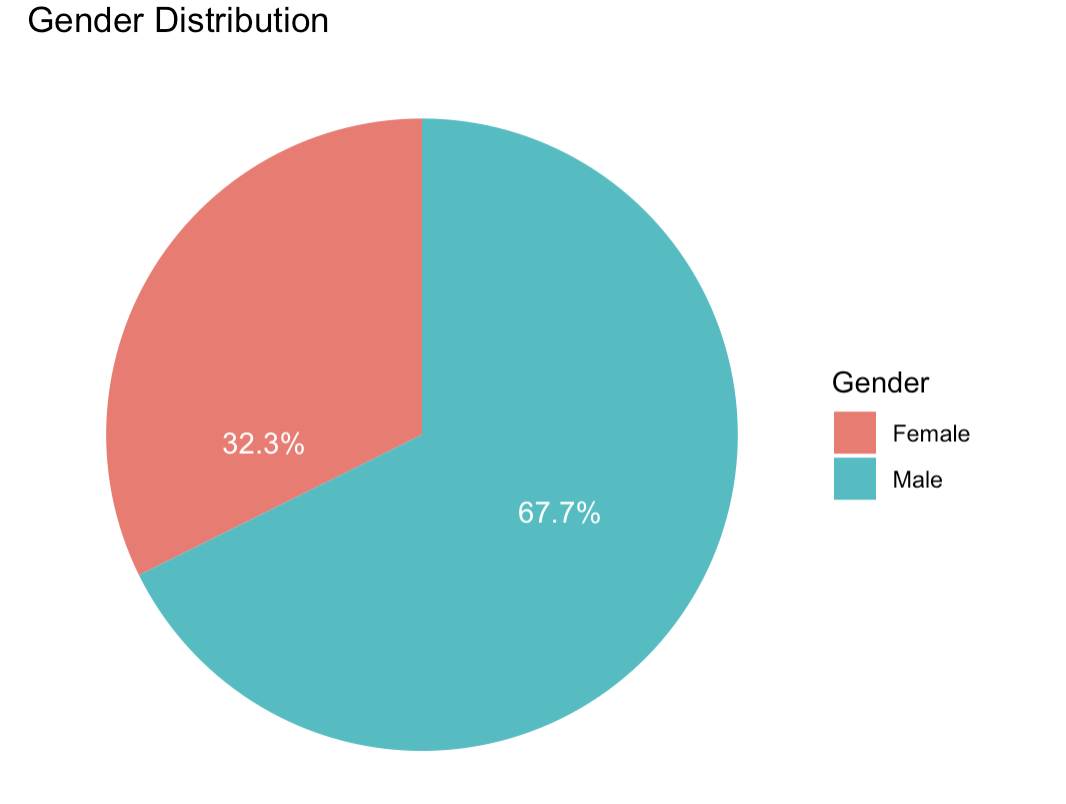 Gender Distribution
32.3%
67.7%
Gender
Female
Male